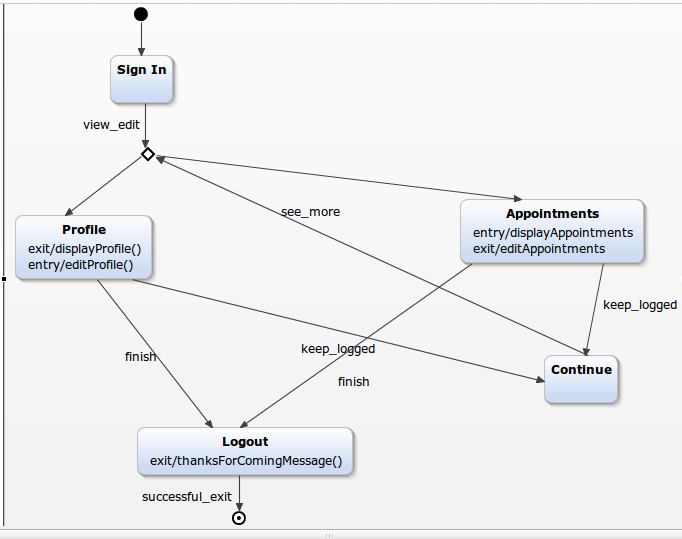 Sign In
view_edit
see_more
Profile
exit/displayProfile()
entry/editProfile()
Appointments
entry/displayAppointments
exit/editAppointments
keep_logged
finish
keep_logged
finish
Continue
Logout
exit/thanksForComingMessage()
successful_exit